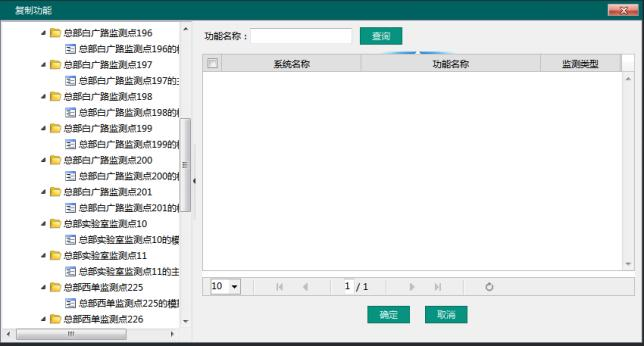 复制功能
总部白广路监测点196
总部白广路监测点196的
总部白广路监测点197
总部白广路监测点197的主
总部白广路监测点198
总部白广路监测点198的
总部白广路监测点199
总部白广路监测点199的
总部白广路监测点200
总部白广路监测点200的
总部白广路监测点201
总部白广路监测点201的
总部实验室监测点10
总部实验室监测点10的模
总部实验室监测点11
总部实验室监测点11的主
总部西单监测点225
总部西单监测点225的模
总部西单监测点226
功能名称： 查询
系统名称 功能名称 监测类型
10 1 / 1
确定 取消